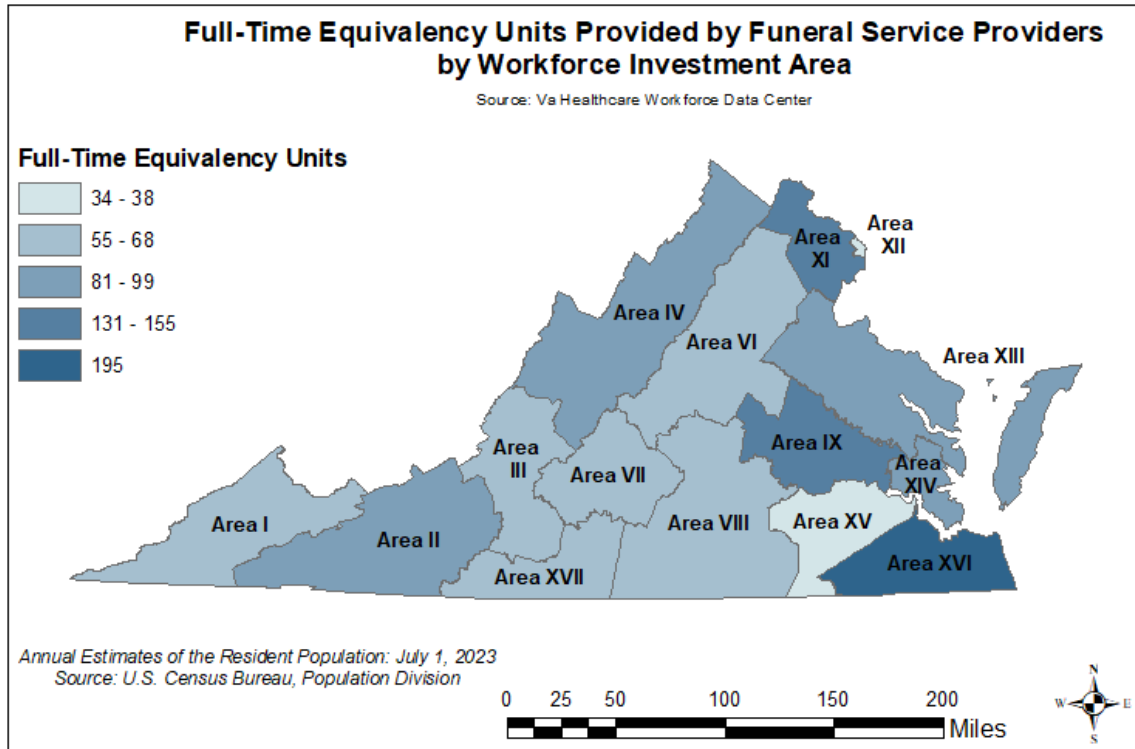 Full-Time Equivalency Units Provided by Funeral Service Providers
by Workforce Investment Area
Source: Va Healthcare Workforce Data Center
Full-Time Equivalency Units
34 - 38
55 - 68
81 - 99
131 - 155
195
Area
XII
Area
XI
Area IV
Area VI
Area XIII
Area
III
Area VII
Area IX
Area
XIV
Area I
Area II
Area VIII
Area XV
Area XVII
Area XVI
Annual Estimates of the Resident Population: July 1, 2023
Source: U.S. Census Bureau, Population Division
0 25 50 100 150 200
Miles
N
W E
S